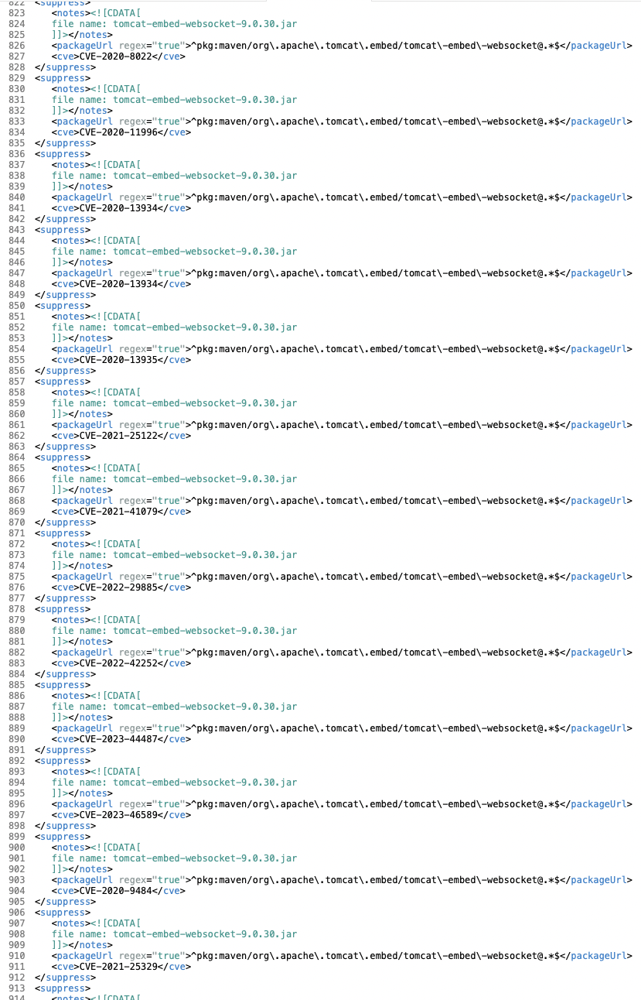 822 <suppress>
823 <notes><![CDATA[
824 file name: tomcat-embed-websocket-9.0.30.jar
825 ]]></notes>
826 <packageUrl regex="true">^pkg:maven/org\.apache\.tomcat\.embed/tomcat\-embed\-websocket@.*$</packageUrl>
827 <cve>CVE-2020-8022</cve>
828 </suppress>
829 <suppress>
830 <notes><![CDATA[
831 file name: tomcat-embed-websocket-9.0.30.jar
832 ]]></notes>
833 <packageUrl regex="true">^pkg:maven/org\.apache\.tomcat\.embed/tomcat\-embed\-websocket@.*$</packageUrl>
834 <cve>CVE-2020-11996</cve>
835 </suppress>
836 <suppress>
837 <notes><![CDATA[
838 file name: tomcat-embed-websocket-9.0.30.jar
839 ]]></notes>
840 <packageUrl regex="true">^pkg:maven/org\.apache\.tomcat\.embed/tomcat\-embed\-websocket@.*$</packageUrl>
841 <cve>CVE-2020-13934</cve>
842 </suppress>
843 <suppress>
844 <notes><![CDATA[
845 file name: tomcat-embed-websocket-9.0.30.jar
846 ]]></notes>
847 <packageUrl regex="true">^pkg:maven/org\.apache\.tomcat\.embed/tomcat\-embed\-websocket@.*$</packageUrl>
848 <cve>CVE-2020-13934</cve>
849 </suppress>
850 <suppress>
851 <notes><![CDATA[
852 file name: tomcat-embed-websocket-9.0.30.jar
853 ]]></notes>
854 <packageUrl regex="true">^pkg:maven/org\.apache\.tomcat\.embed/tomcat\-embed\-websocket@.*$</packageUrl>
855 <cve>CVE-2020-13935</cve>
856 </suppress>
857 <suppress>
858 <notes><![CDATA[
859 file name: tomcat-embed-websocket-9.0.30.jar
860 ]]></notes>
861 <packageUrl regex="true">^pkg:maven/org\.apache\.tomcat\.embed/tomcat\-embed\-websocket@.*$</packageUrl>
862 <cve>CVE-2021-25122</cve>
863 </suppress>
864 <suppress>
865 <notes><![CDATA[
866 file name: tomcat-embed-websocket-9.0.30.jar
867 ]]></notes>
868 <packageUrl regex="true">^pkg:maven/org\.apache\.tomcat\.embed/tomcat\-embed\-websocket@.*$</packageUrl>
869 <cve>CVE-2021-41079</cve>
870 </suppress>
871 <suppress>
872 <notes><![CDATA[
873 file name: tomcat-embed-websocket-9.0.30.jar
874 ]]></notes>
875 <packageUrl regex="true">^pkg:maven/org\.apache\.tomcat\.embed/tomcat\-embed\-websocket@.*$</packageUrl>
876 <cve>CVE-2022-29885</cve>
877 </suppress>
878 <suppress>
879 <notes><![CDATA[
880 file name: tomcat-embed-websocket-9.0.30.jar
881 ]]></notes>
882 <packageUrl regex="true">^pkg:maven/org\.apache\.tomcat\.embed/tomcat\-embed\-websocket@.*$</packageUrl>
883 <cve>CVE-2022-42252</cve>
884 </suppress>
885 <suppress>
886 <notes><![CDATA[
887 file name: tomcat-embed-websocket-9.0.30.jar
888 ]]></notes>
889 <packageUrl regex="true">^pkg:maven/org\.apache\.tomcat\.embed/tomcat\-embed\-websocket@.*$</packageUrl>
890 <cve>CVE-2023-44487</cve>
891 </suppress>
892 <suppress>
893 <notes><![CDATA[
894 file name: tomcat-embed-websocket-9.0.30.jar
895 ]]></notes>
896 <packageUrl regex="true">^pkg:maven/org\.apache\.tomcat\.embed/tomcat\-embed\-websocket@.*$</packageUrl>
897 <cve>CVE-2023-46589</cve>
898 </suppress>
899 <suppress>
900 <notes><![CDATA[
901 file name: tomcat-embed-websocket-9.0.30.jar
902 ]]></notes>
903 <packageUrl regex="true">^pkg:maven/org\.apache\.tomcat\.embed/tomcat\-embed\-websocket@.*$</packageUrl>
904 <cve>CVE-2020-9484</cve>
905 </suppress>
906 <suppress>
907 <notes><![CDATA[
908 file name: tomcat-embed-websocket-9.0.30.jar
909 ]]></notes>
910 <packageUrl regex="true">^pkg:maven/org\.apache\.tomcat\.embed/tomcat\-embed\-websocket@.*$</packageUrl>
911 <cve>CVE-2021-25329</cve>
912 </suppress>
913 <suppress>
914 <notes><![CDATA[